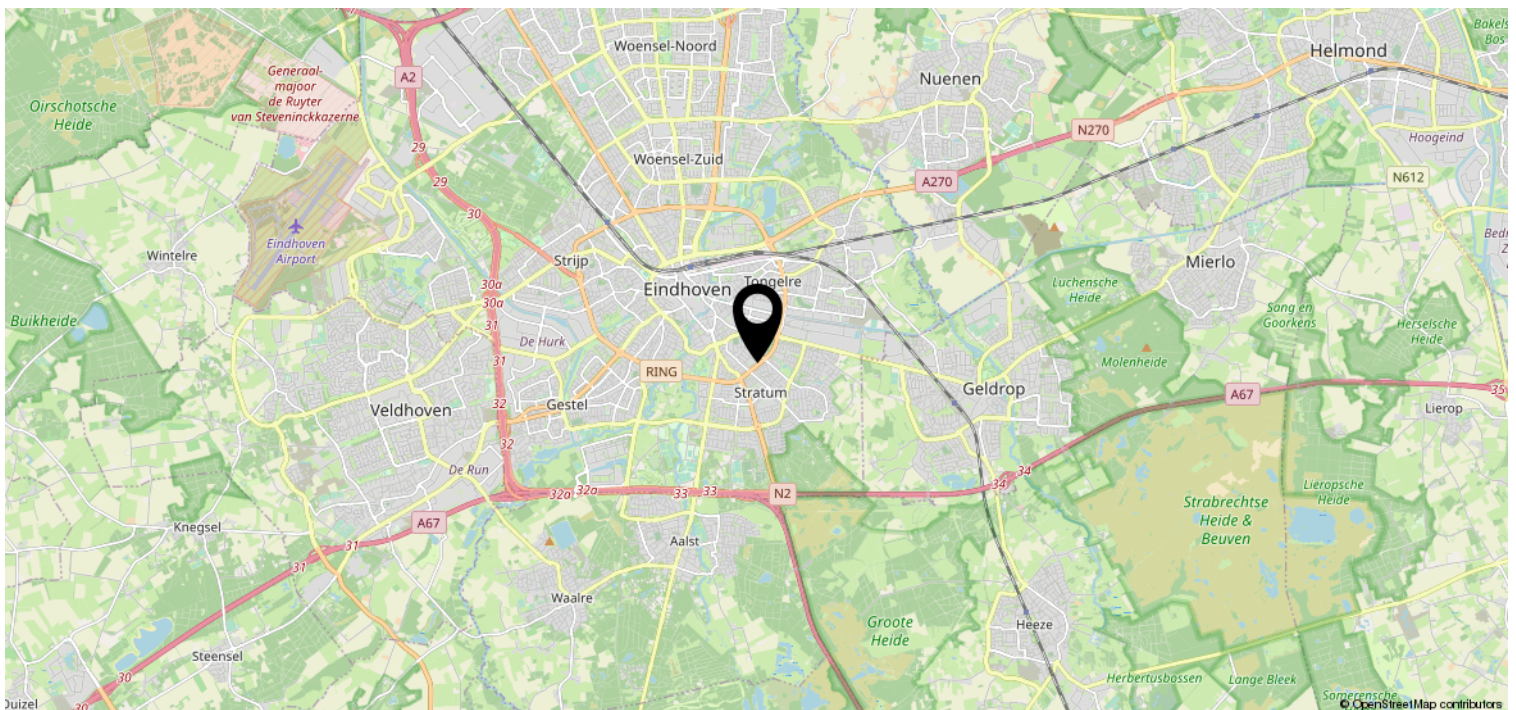 Woensel-Noord
Helmond
Bakels
Bos
A2
Generaal-
majoor
de Ruyter
van Steveninckkazerne
Nuenen
Oirschotsche
Heide
N270
Hoogeind
29
Woensel-Zuid
29
A270
N612
30
Eindhoven
Airport
Wintelre
Strijp
Mierlo
30a
30a
Eindhoven
Tongelre
Luchensche
Heide
Buikheide
31
Sang en
Goorkens
Herselsche
Heide
De Hurk
31
Molenheide
RING
Stratum
Geldrop
A67
35
32
Gestel
Veldhoven
Lierop
32
De Run
34
34
32a
32a
33
33
N2
Lieropsche
Heide
Strabrechtse
Heide &
Beuven
A67
Knegsel
31
31
Aalst
Waalre
Groote
Heide
Heeze
Steensel
30
30
Duizel
Herbertusbossen
Lange Bleek
Somerensche
© OpenStreetMap contributors